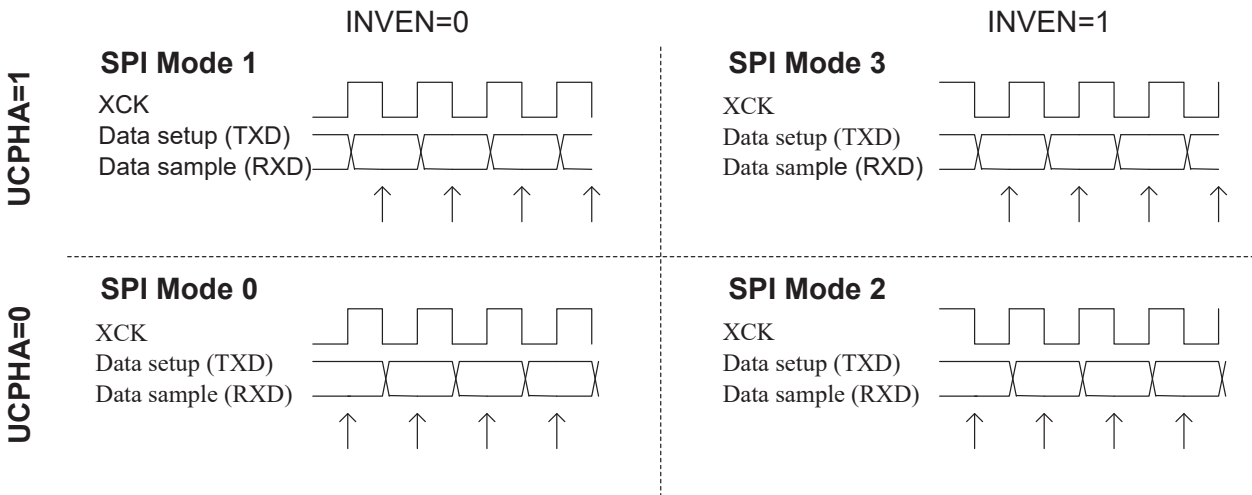 INVEN=0
INVEN=1
UCPHA=1
SPI Mode 1
XCK
Data setup (TXD)
Data sample (RXD)
SPI Mode 3
XCK
Data setup (TXD)
Data sample (RXD)
UCPHA=0
SPI Mode 0
XCK
Data setup (TXD)
Data sample (RXD)
SPI Mode 2
XCK
Data setup (TXD)
Data sample (RXD)